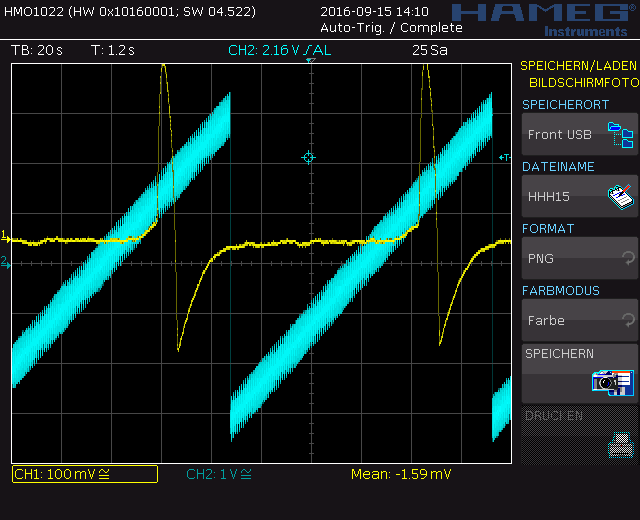 HMO1022 (HW 0x10160001; SW 04.522)
2016-09-15 14:10
Auto-Trig. / Complete
HAMEG
Instruments
TB: 20 s
T: 1.2 s
CH2: 2.16 V / AL
25 Sa
SPEICHERN/LADEN
BILDSCHIRMFOTO
SPEICHERORT
Front USB
DATEINAME
HHH15
FORMAT
PNG
FARBMODUS
Farbe
SPEICHERN
DRUCKEN
1
2
T
CH1: 100 mV ≅
CH2: 1 V ≅
Mean: -1.59 mV